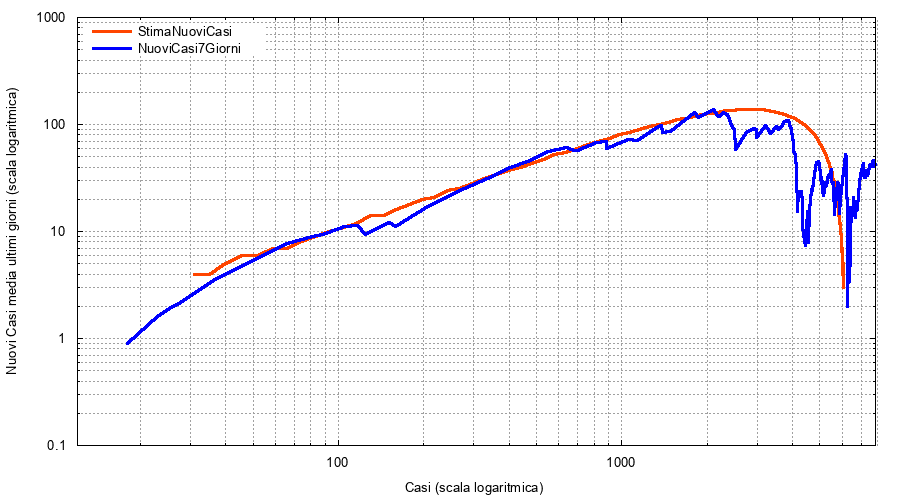 1000
StimaNuoviCasi
NuoviCasi7Giorni
100
10
1
0.1
100
1000
Nuovi Casi media ultimi giorni (scala logaritmica)
Casi (scala logaritmica)